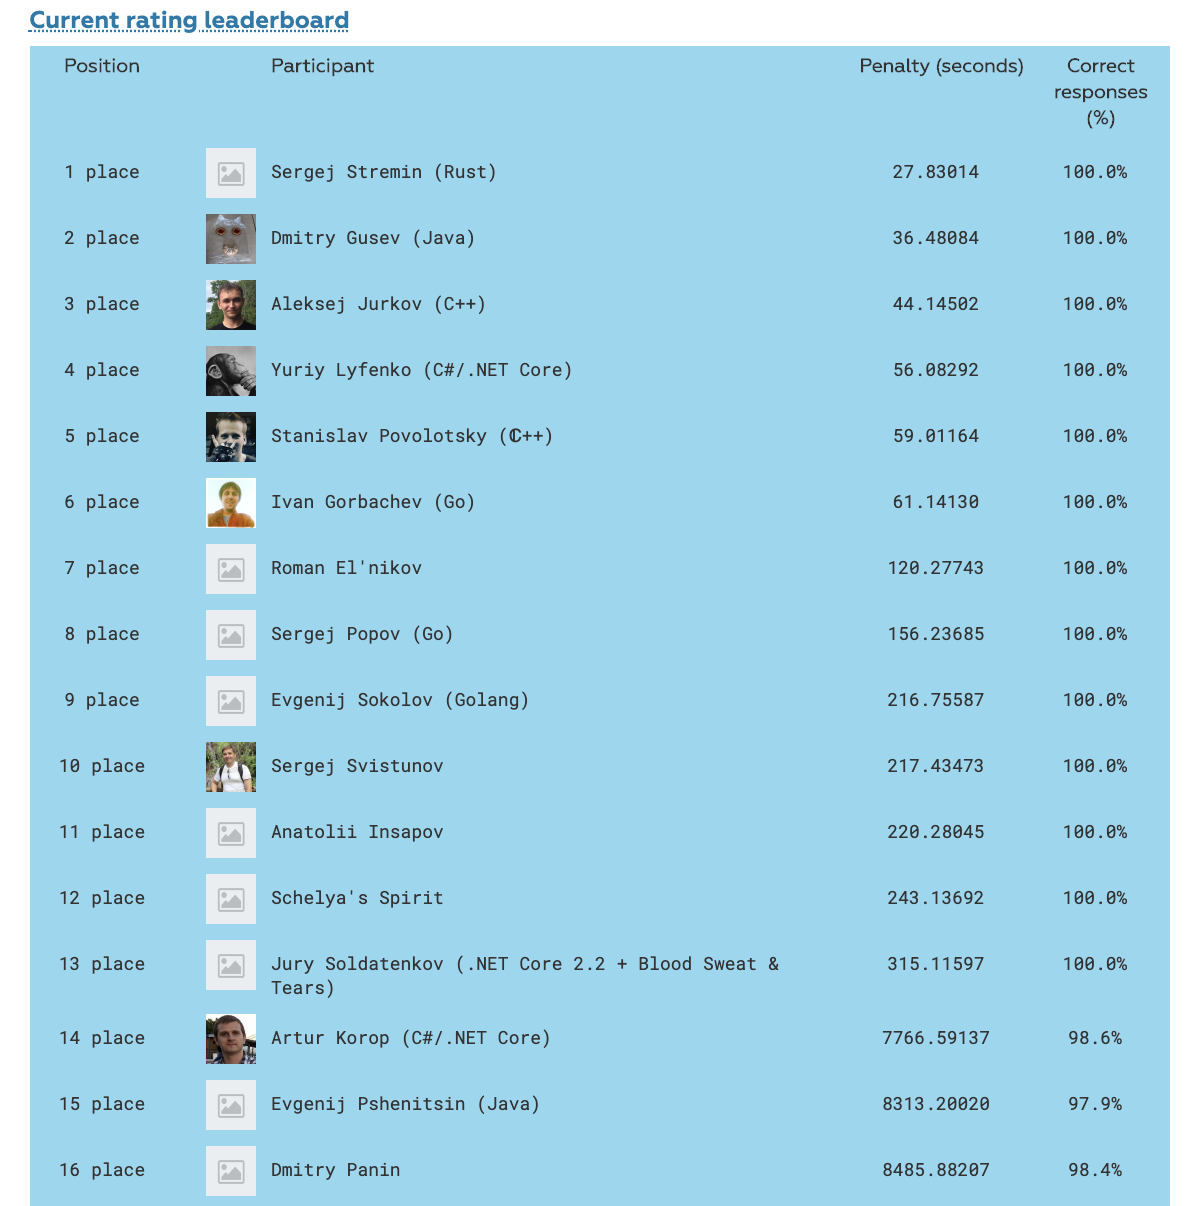 Current rating leaderboard
Position Participant Penalty (seconds) Correct
responses
(%)
1 place Sergej Stremin (Rust) 27.83014 100.0%
2 place Dmitry Gusev (Java) 36.48084 100.0%
3 place Aleksej Jurkov (C++) 44.14502 100.0%
4 place Yuriy Lyfenko (C#/.NET Core) 56.08292 100.0%
5 place Stanislav Povolotsky (ℂ++) 59.01164 100.0%
6 place Ivan Gorbachev (Go) 61.14130 100.0%
7 place Roman El'nikov 120.27743 100.0%
8 place Sergej Popov (Go) 156.23685 100.0%
9 place Evgenij Sokolov (Golang) 216.75587 100.0%
10 place Sergej Svistunov 217.43473 100.0%
11 place Anatolii Insapov 220.28045 100.0%
12 place Schelya's Spirit 243.13692 100.0%
13 place Jury Soldatenkov (.NET Core 2.2 + Blood Sweat & 315.11597 100.0%
Tears)
14 place Artur Korop (C#/.NET Core) 7766.59137 98.6%
15 place Evgenij Pshenitsin (Java) 8313.20020 97.9%
16 place Dmitry Panin 8485.88207 98.4%